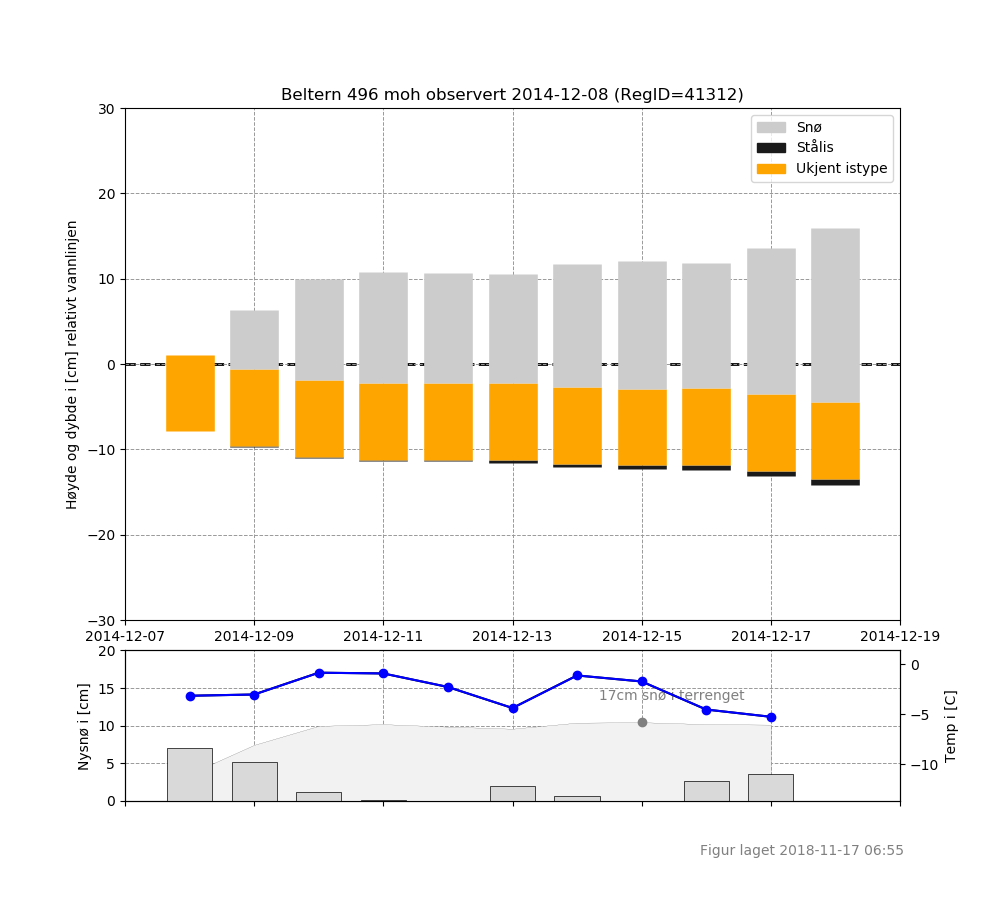 Beltern 496 moh observert 2014-12-08 (RegID=41312)
Høyde og dybde i [cm] relativt vannlinjen
30
20
10
0
−10
−20
−30
Snø
Stålis
Ukjent istype
2014-12-07 2014-12-09 2014-12-11 2014-12-13 2014-12-15 2014-12-17 2014-12-19
Nysnø i [cm]
20
15
10
5
0
17cm snø i terrenget
0
−5
−10
Temp i [C]
Figur laget 2018-11-17 06:55